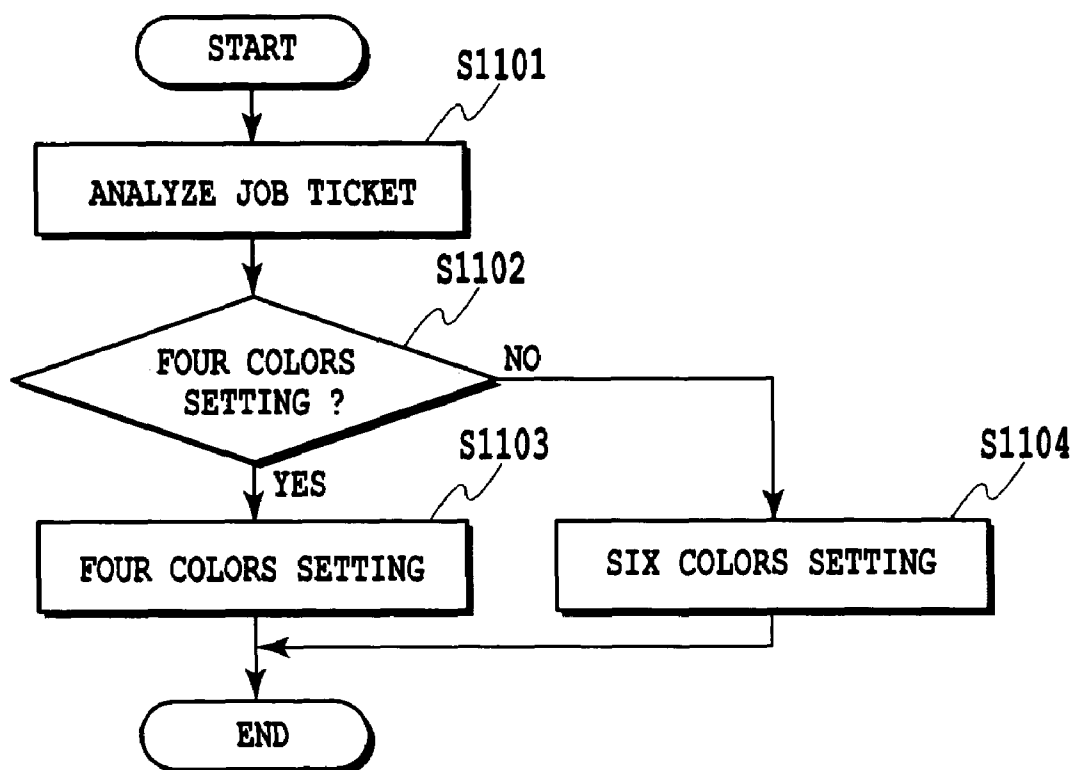 START
S1101
ANALYZE JOB TICKET
S1102
FOUR COLORS
SETTING ?
NO
YES
S1103
S1104
FOUR COLORS SETTING
SIX COLORS SETTING
END